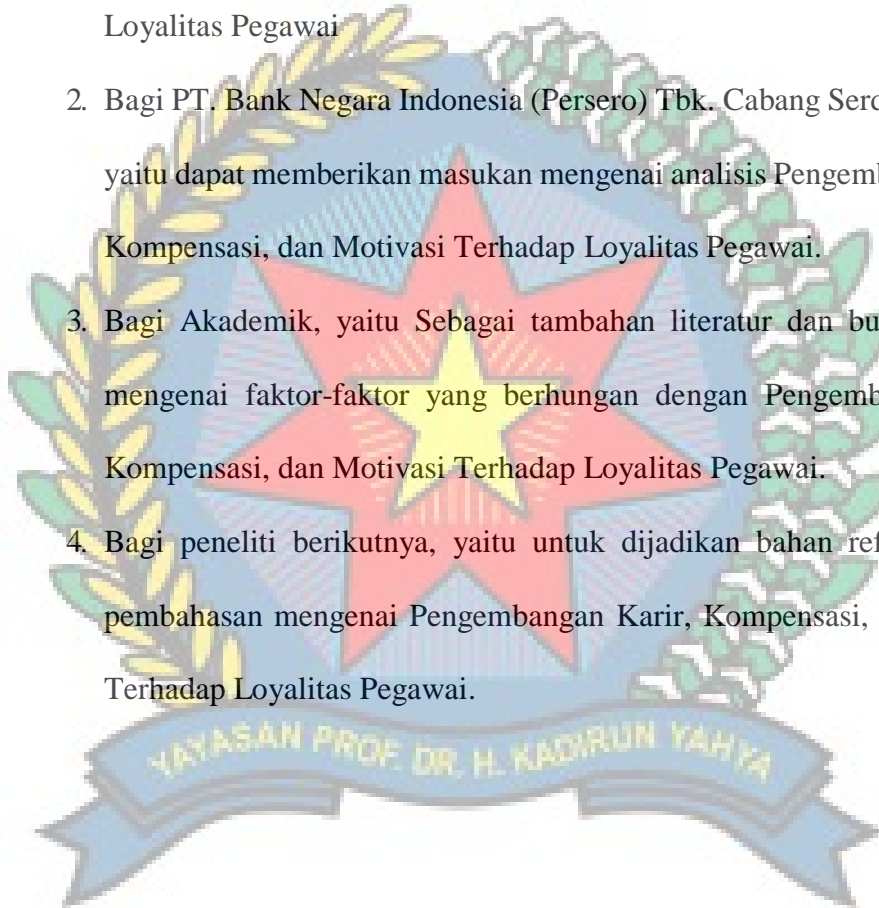 Loyalitas Pegawai
2. Bagi PT. Bank Negara Indonesia (Persero) Tbk. Cabang Serd
yaitu dapat memberikan masukan mengenai analisis Pengemb
Kompensasi, dan Motivasi Terhadap Loyalitas Pegawai.
3. Bagi Akademik, yaitu Sebagai tambahan literatur dan bu
mengenai faktor-faktor yang berhungan dengan Pengemb
Kompensasi, dan Motivasi Terhadap Loyalitas Pegawai.
4. Bagi peneliti berikutnya, yaitu untuk dijadikan bahan ref
pembahasan mengenai Pengembangan Karir, Kompensasi,
Terhadap Loyalitas Pegawai.
YAYASAN PROF. DR. H. KADIRUN YAHYA